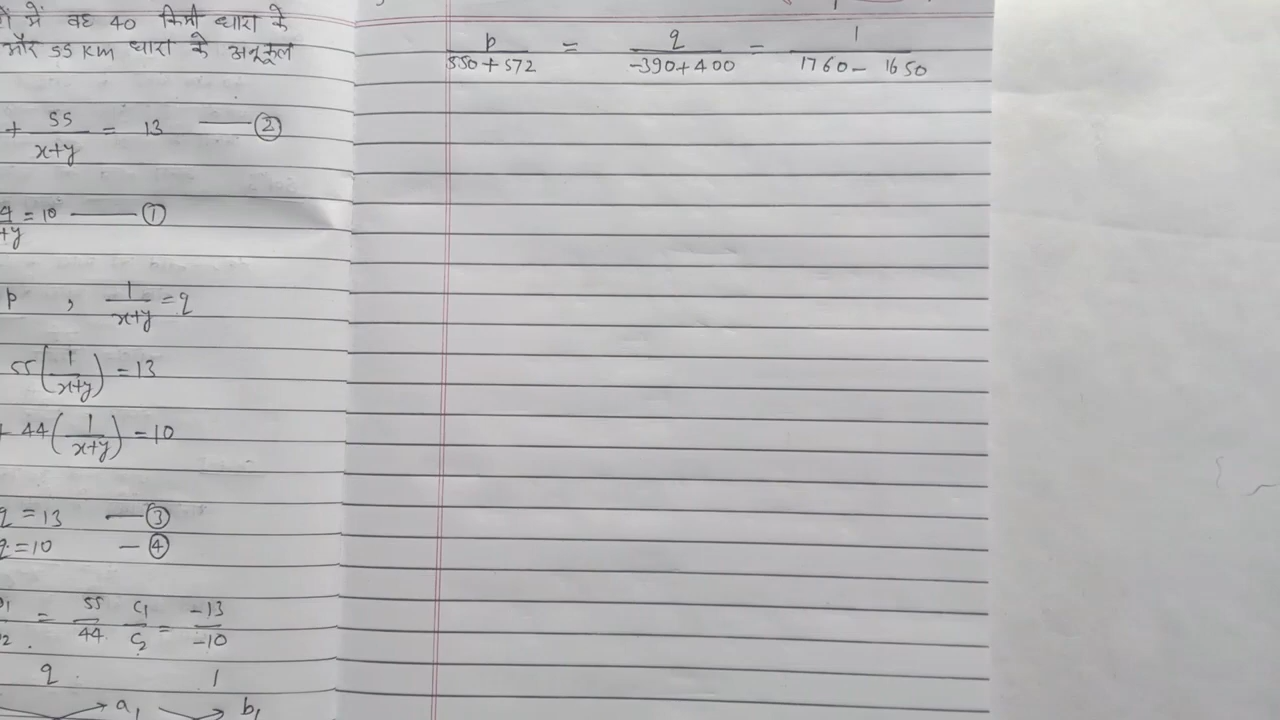 में वह 40 किमी धारा के
और 55 KM धारा के अनुकूल
+ 55/(x+y) = 13 —— ②
4/+y = 10 —— ①
p , 1/(x+y) = q
55(1/(x+y)) = 13
+ 44(1/(x+y)) = 10
q = 13 — ③
q = 10 — ④
= 55/44 c₁/c₂ = -13/-10
q 1
a₁ b₁
p/(550+572) = q/(-390+400) = 1/(1760-1650)